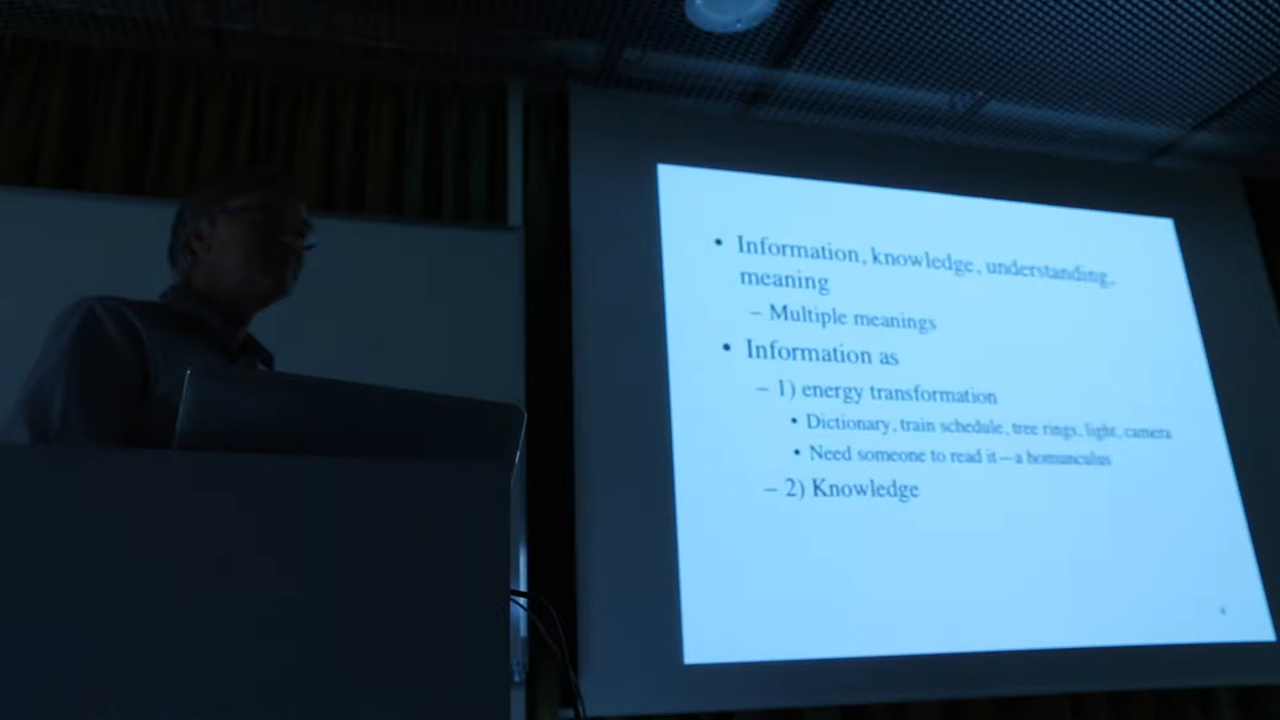 • Information, knowledge, understanding,
meaning
– Multiple meanings
• Information as
– 1) energy transformation
• Dictionary, train schedule, tree rings, light, camera
• Need someone to read it—a homunculus
– 2) Knowledge